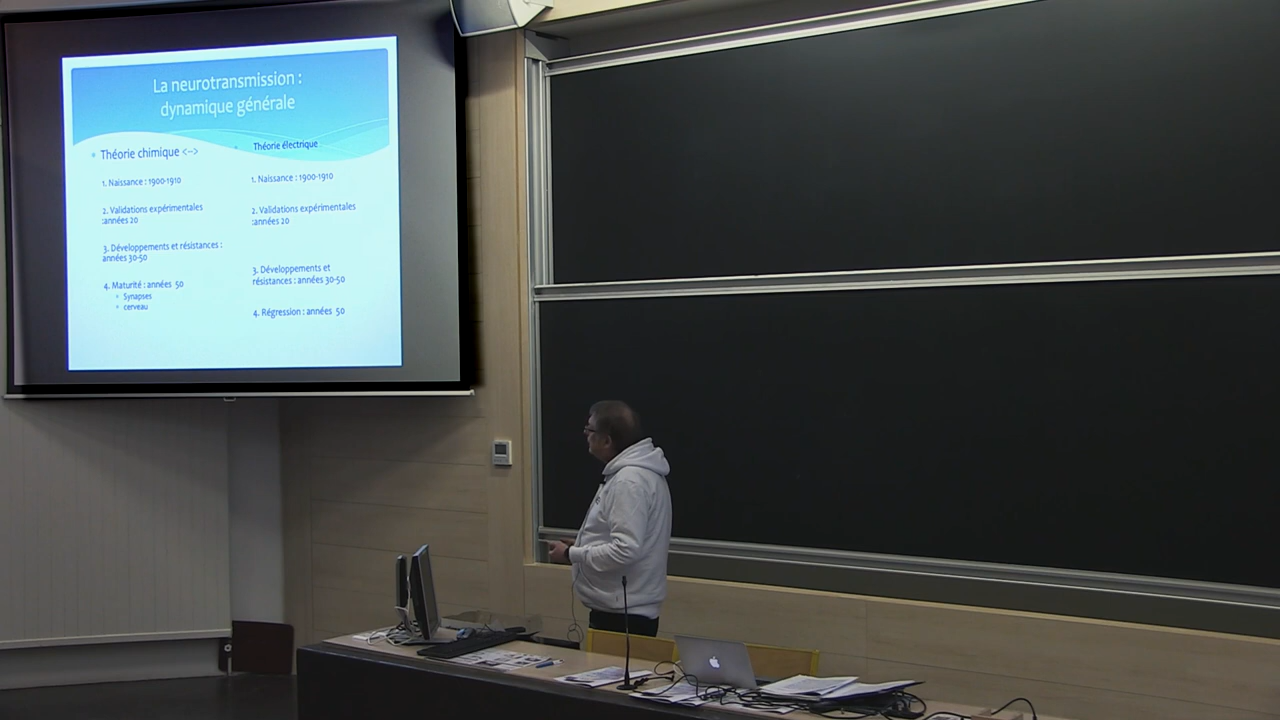 La neurotransmission :
dynamique générale
Théorie chimique <-->
1. Naissance : 1900-1910
2. Validations expérimentales
:années 20
3. Développements et résistances :
années 30-50
4. Maturité : années 50
Synapses
cerveau
Théorie électrique
1. Naissance : 1900-1910
2. Validations expérimentales
:années 20
3. Développements et
résistances : années 30-50
4. Régression : années 50